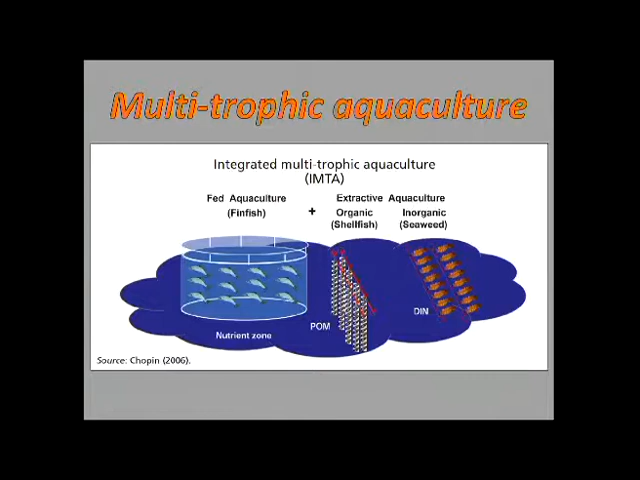 Multi-trophic aquaculture
Integrated multi-trophic aquaculture
(IMTA)
Fed Aquaculture
(Finfish)
+
Extractive Aquaculture
Organic Inorganic
(Shellfish) (Seaweed)
POM
DIN
Nutrient zone
Source: Chopin (2006).